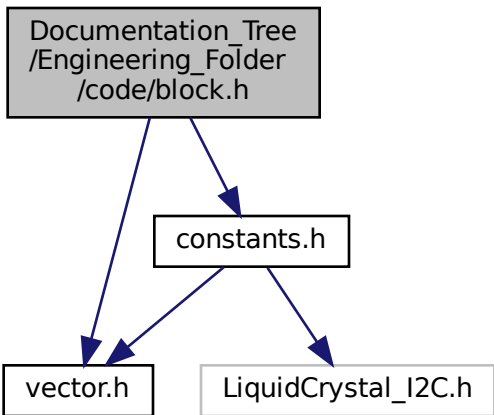 Documentation_Tree
/Engineering_Folder
/code/block.h
constants.h
vector.h
LiquidCrystal_I2C.h